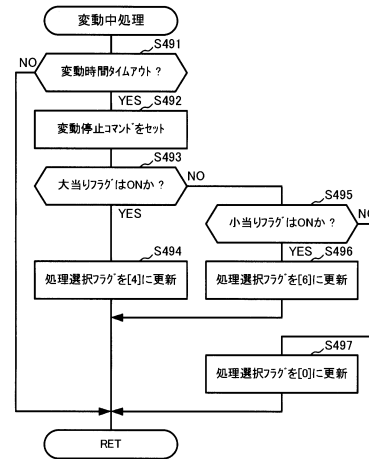 変動中処理
S491
NO
変動時間タイムアウト?
YES
S492
変動停止コマンドをセット
S493
大当りフラグはONか?
NO
YES
S495
小当りフラグはONか?
NO
S494
YES
S496
処理選択フラグを[4]に更新
処理選択フラグを[6]に更新
S497
処理選択フラグを[0]に更新
RET